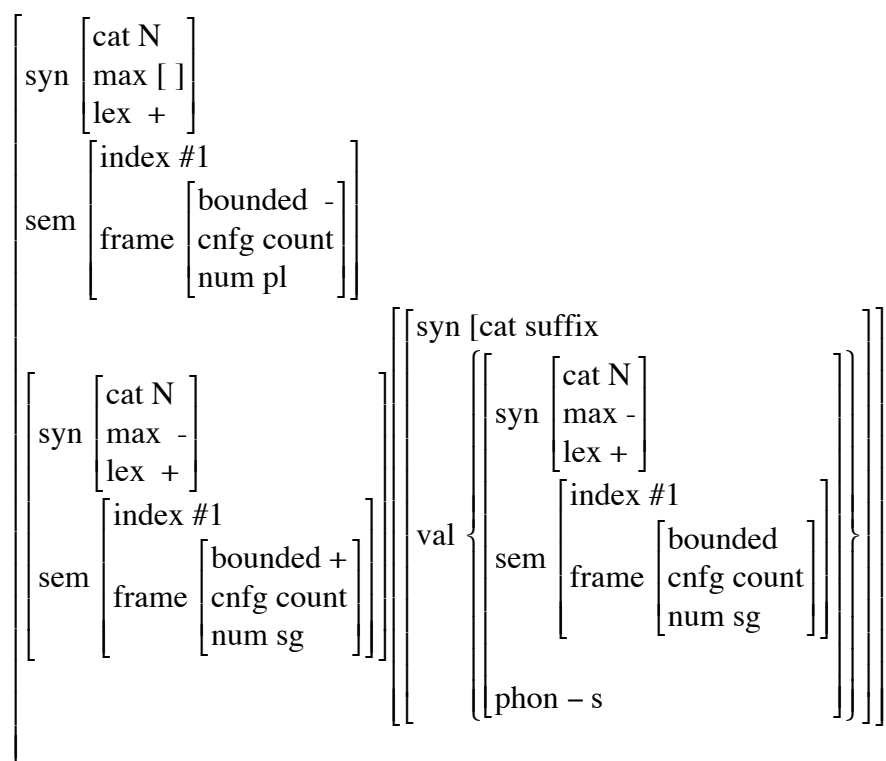 cat N
syn max [ ]
lex +
index #1
bounded -
sem frame cnfg count
num pl
syn [cat suffix
cat N
syn max -
lex +
index #1
bounded +
sem frame cnfg count
num sg
cat N
syn max -
lex +
index #1
val
bounded
sem frame cnfg count
num sg
phon – s